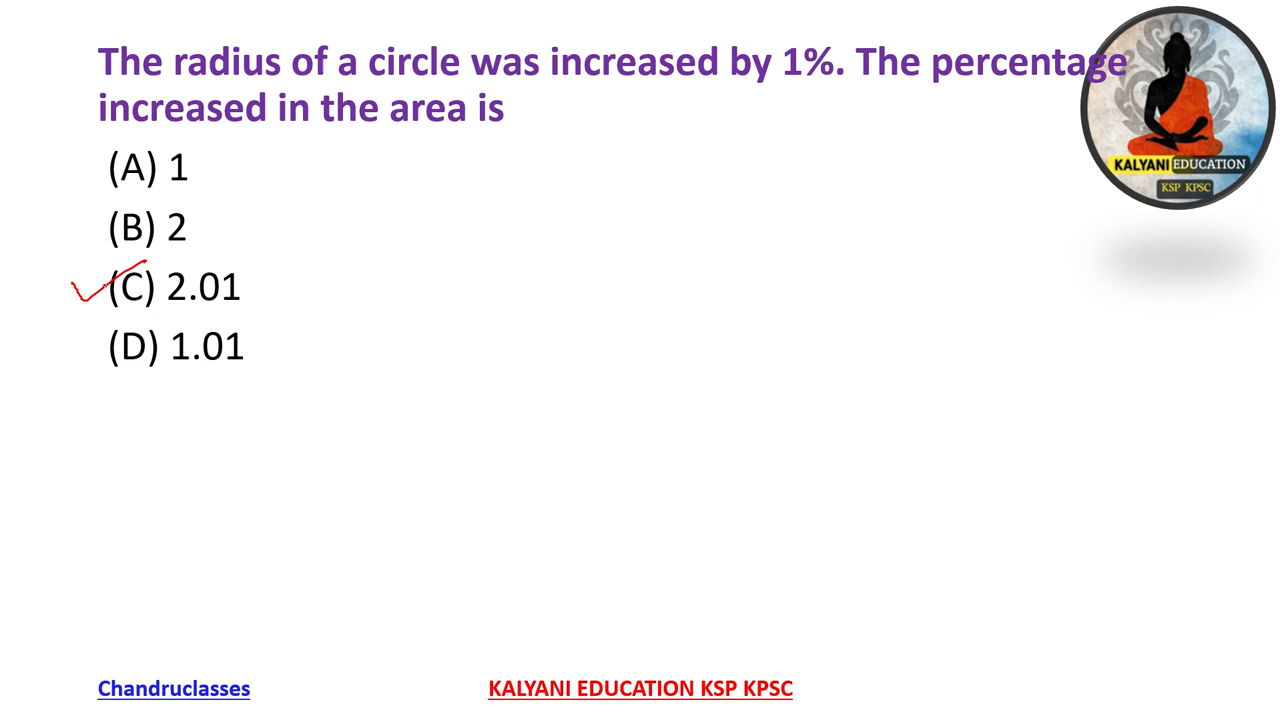 The radius of a circle was increased by 1%. The percentage
increased in the area is
(A) 1
(B) 2
(C) 2.01
(D) 1.01
KALYANI EDUCATION
KSP KPSC
Chandruclasses
KALYANI EDUCATION KSP KPSC